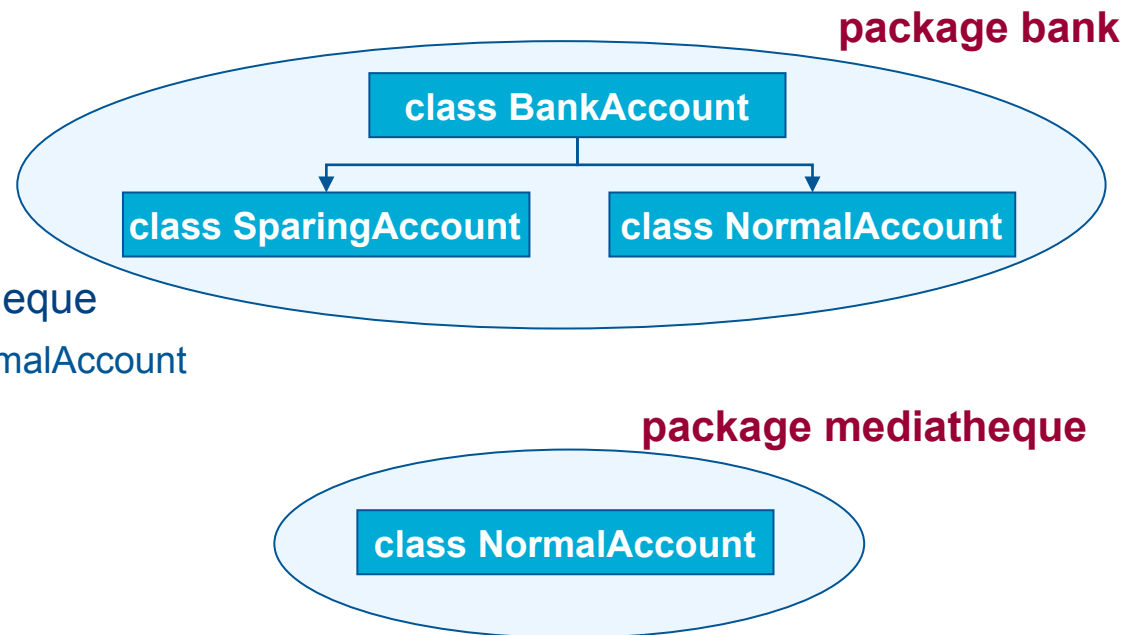 package bank
class BankAccount
class SparingAccount
class NormalAccount
eque
malAccount
package mediatheque
class NormalAccount